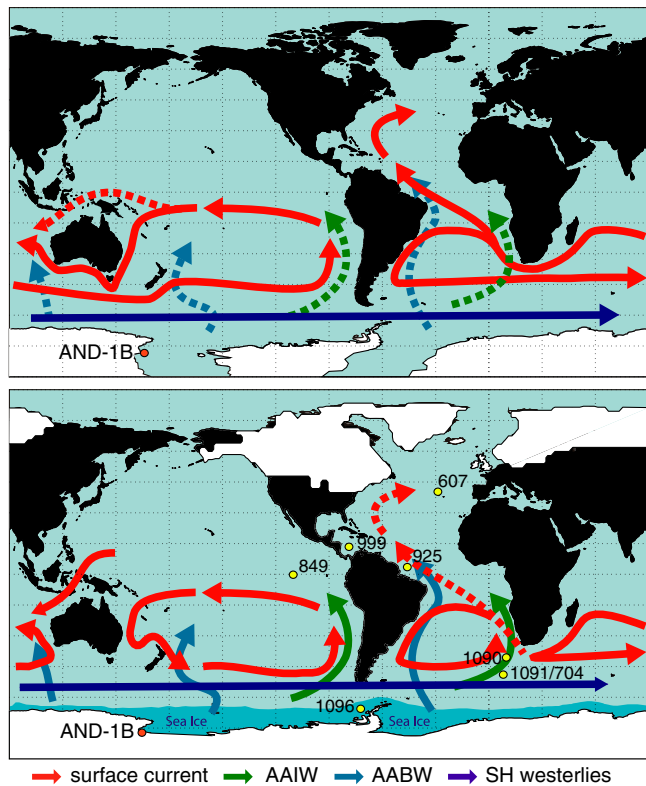 AND-1B
607
999
925
849
1090
1091/704
1096
Sea Ice
Sea Ice
AND-1B
surface current AAIW AABW SH westerlies